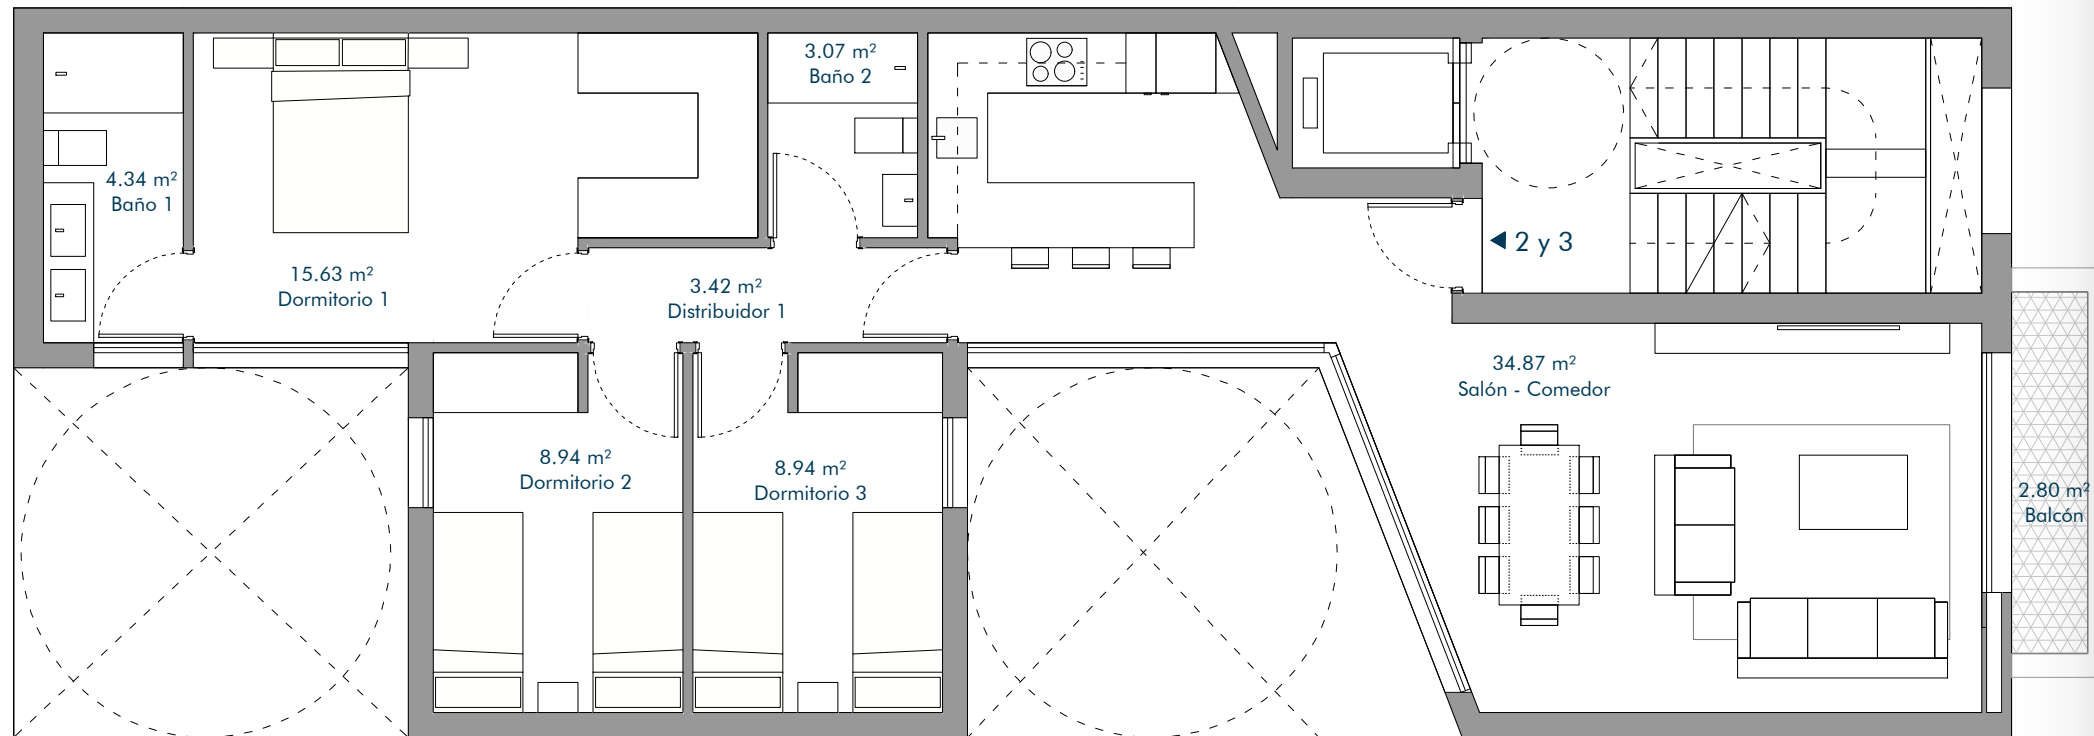 3.07 m²
Baño 2
4.34 m²
Baño 1
15.63 m²
Dormitorio 1
3.42 m²
Distribuidor 1
2 y 3
34.87 m²
Salón - Comedor
8.94 m²
Dormitorio 2
8.94 m²
Dormitorio 3
2.80 m²
Balcón